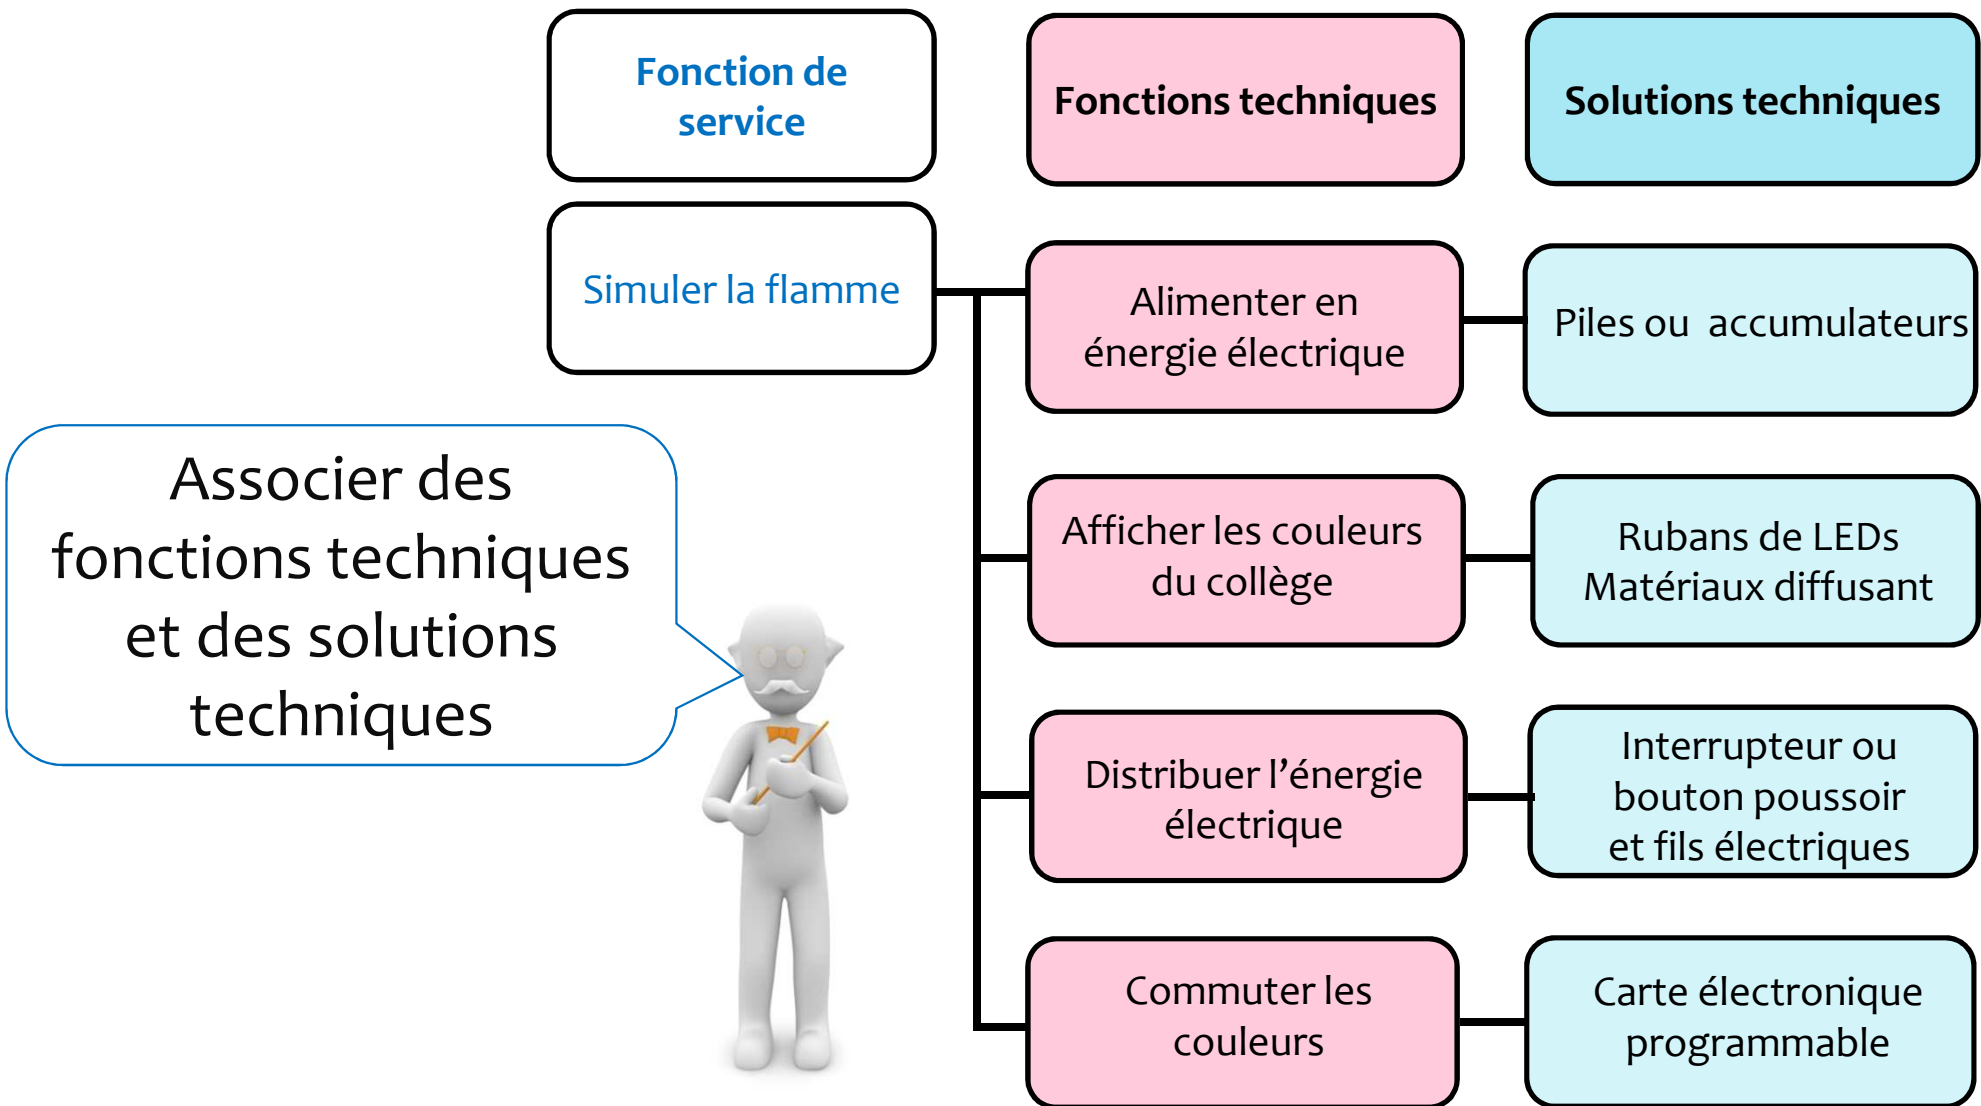 Fonction de
service
Fonctions techniques
Solutions techniques
Simuler la flamme
Alimenter en
énergie électrique
Piles ou accumulateurs
Associer des
fonctions techniques
et des solutions
techniques
Afficher les couleurs
du collège
Rubans de LEDs
Matériaux diffusant
Distribuer l’énergie
électrique
Interrupteur ou
bouton poussoir
et fils électriques
Commuter les
couleurs
Carte électronique
programmable